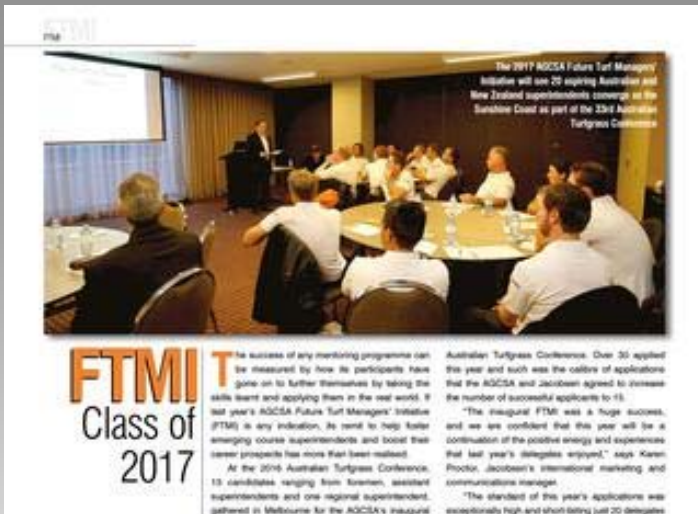 FTMI
The 2017 AGCSA Future Turf Managers'
Initiative will see 20 aspiring Australian and
New Zealand superintendents converge on the
Sunshine Coast as part of the 33rd Australian
Turfgrass Conference
FTMI
Class of
2017
The success of any mentoring programme can
be measured by how its participants have
gone on to further themselves by taking the
skills learnt and applying them in the real world. If
last year's AGCSA Future Turf Managers' Initiative
(FTMI) is any indication, its remit to help foster
emerging course superintendents and boost their
career prospects has more than been realised.
At the 2016 Australian Turfgrass Conference,
15 candidates ranging from foremen, assistant
superintendents and one regional superintendent,
gathered in Melbourne for the AGCSA's inaugural
Australian Turfgrass Conference. Over 30 applied
this year and such was the calibre of applications
that the AGCSA and Jacobsen agreed to increase
the number of successful applicants to 15.
"The inaugural FTMI was a huge success,
and we are confident that this year will be a
continuation of the positive energy and experiences
that last year's delegates enjoyed," says Karen
Proctor, Jacobsen's international marketing and
communications manager.
"The standard of this year's applications was
exceptionally high and short-listing just 20 delegates